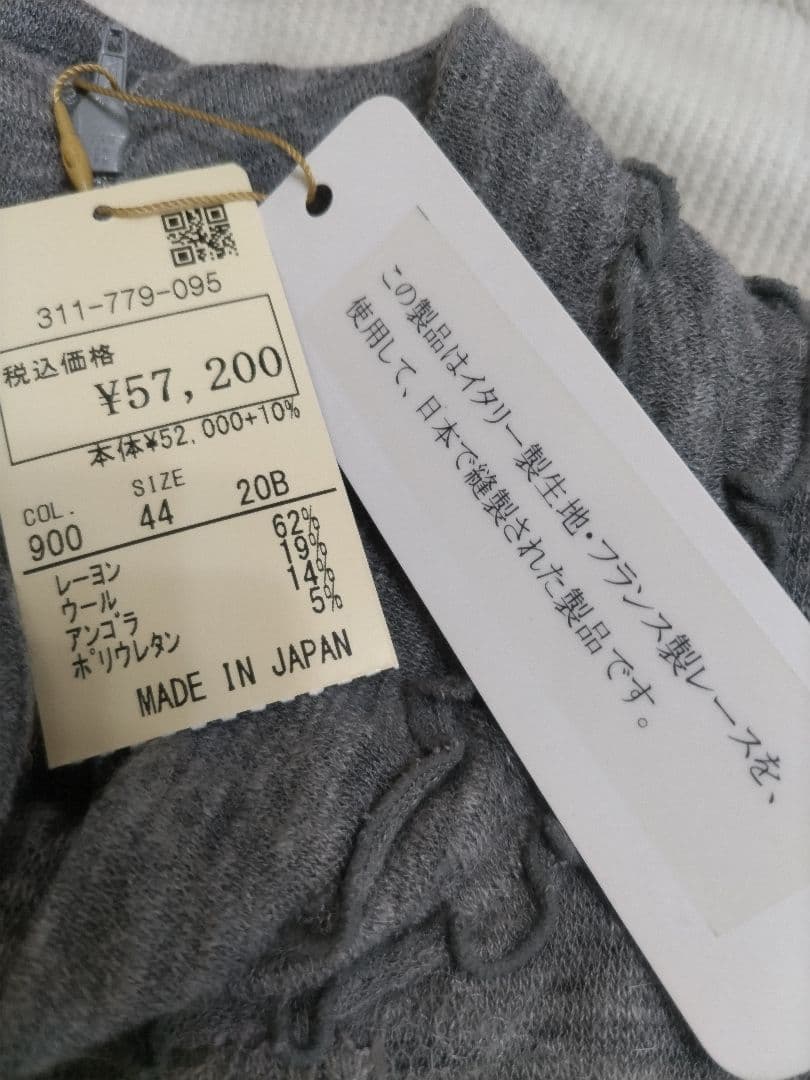 311-779-095
税込価格
¥57,200
本体¥52,000+10%
COL. SIZE 20B
900 44
レーヨン 62%
ウール 19%
アンゴラ 14%
ポリウレタン 5%
MADE IN JAPAN
この製品はイタリー製生地・フランス製レースを、
使用して、日本で縫製された製品です。